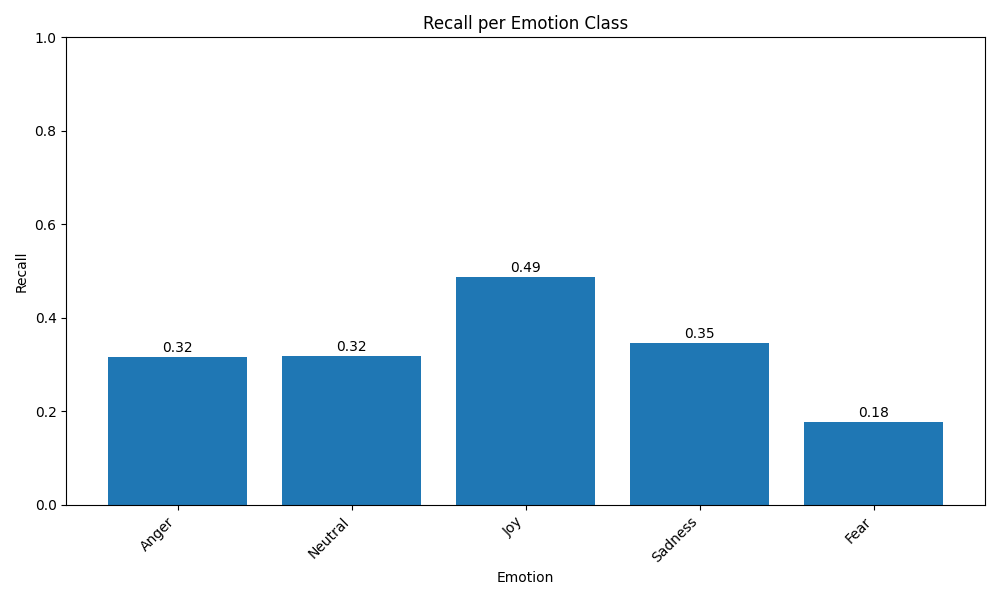 Recall per Emotion Class
1.0
0.8
0.6
0.4
0.2
0.0
Recall
0.32
0.32
0.49
0.35
0.18
Anger
Neutral
Joy
Sadness
Fear
Emotion